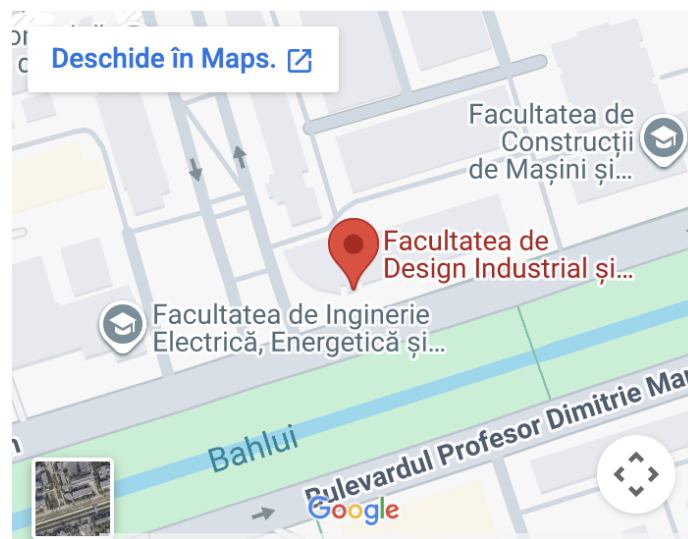 Deschide în Maps.
Facultatea de
Construcții
de Mașini și...
Facultatea de
Design Industrial și...
Facultatea de Inginerie
Electrică, Energetică și...
Bahlui
Bulevardul Profesor Dimitrie
Google